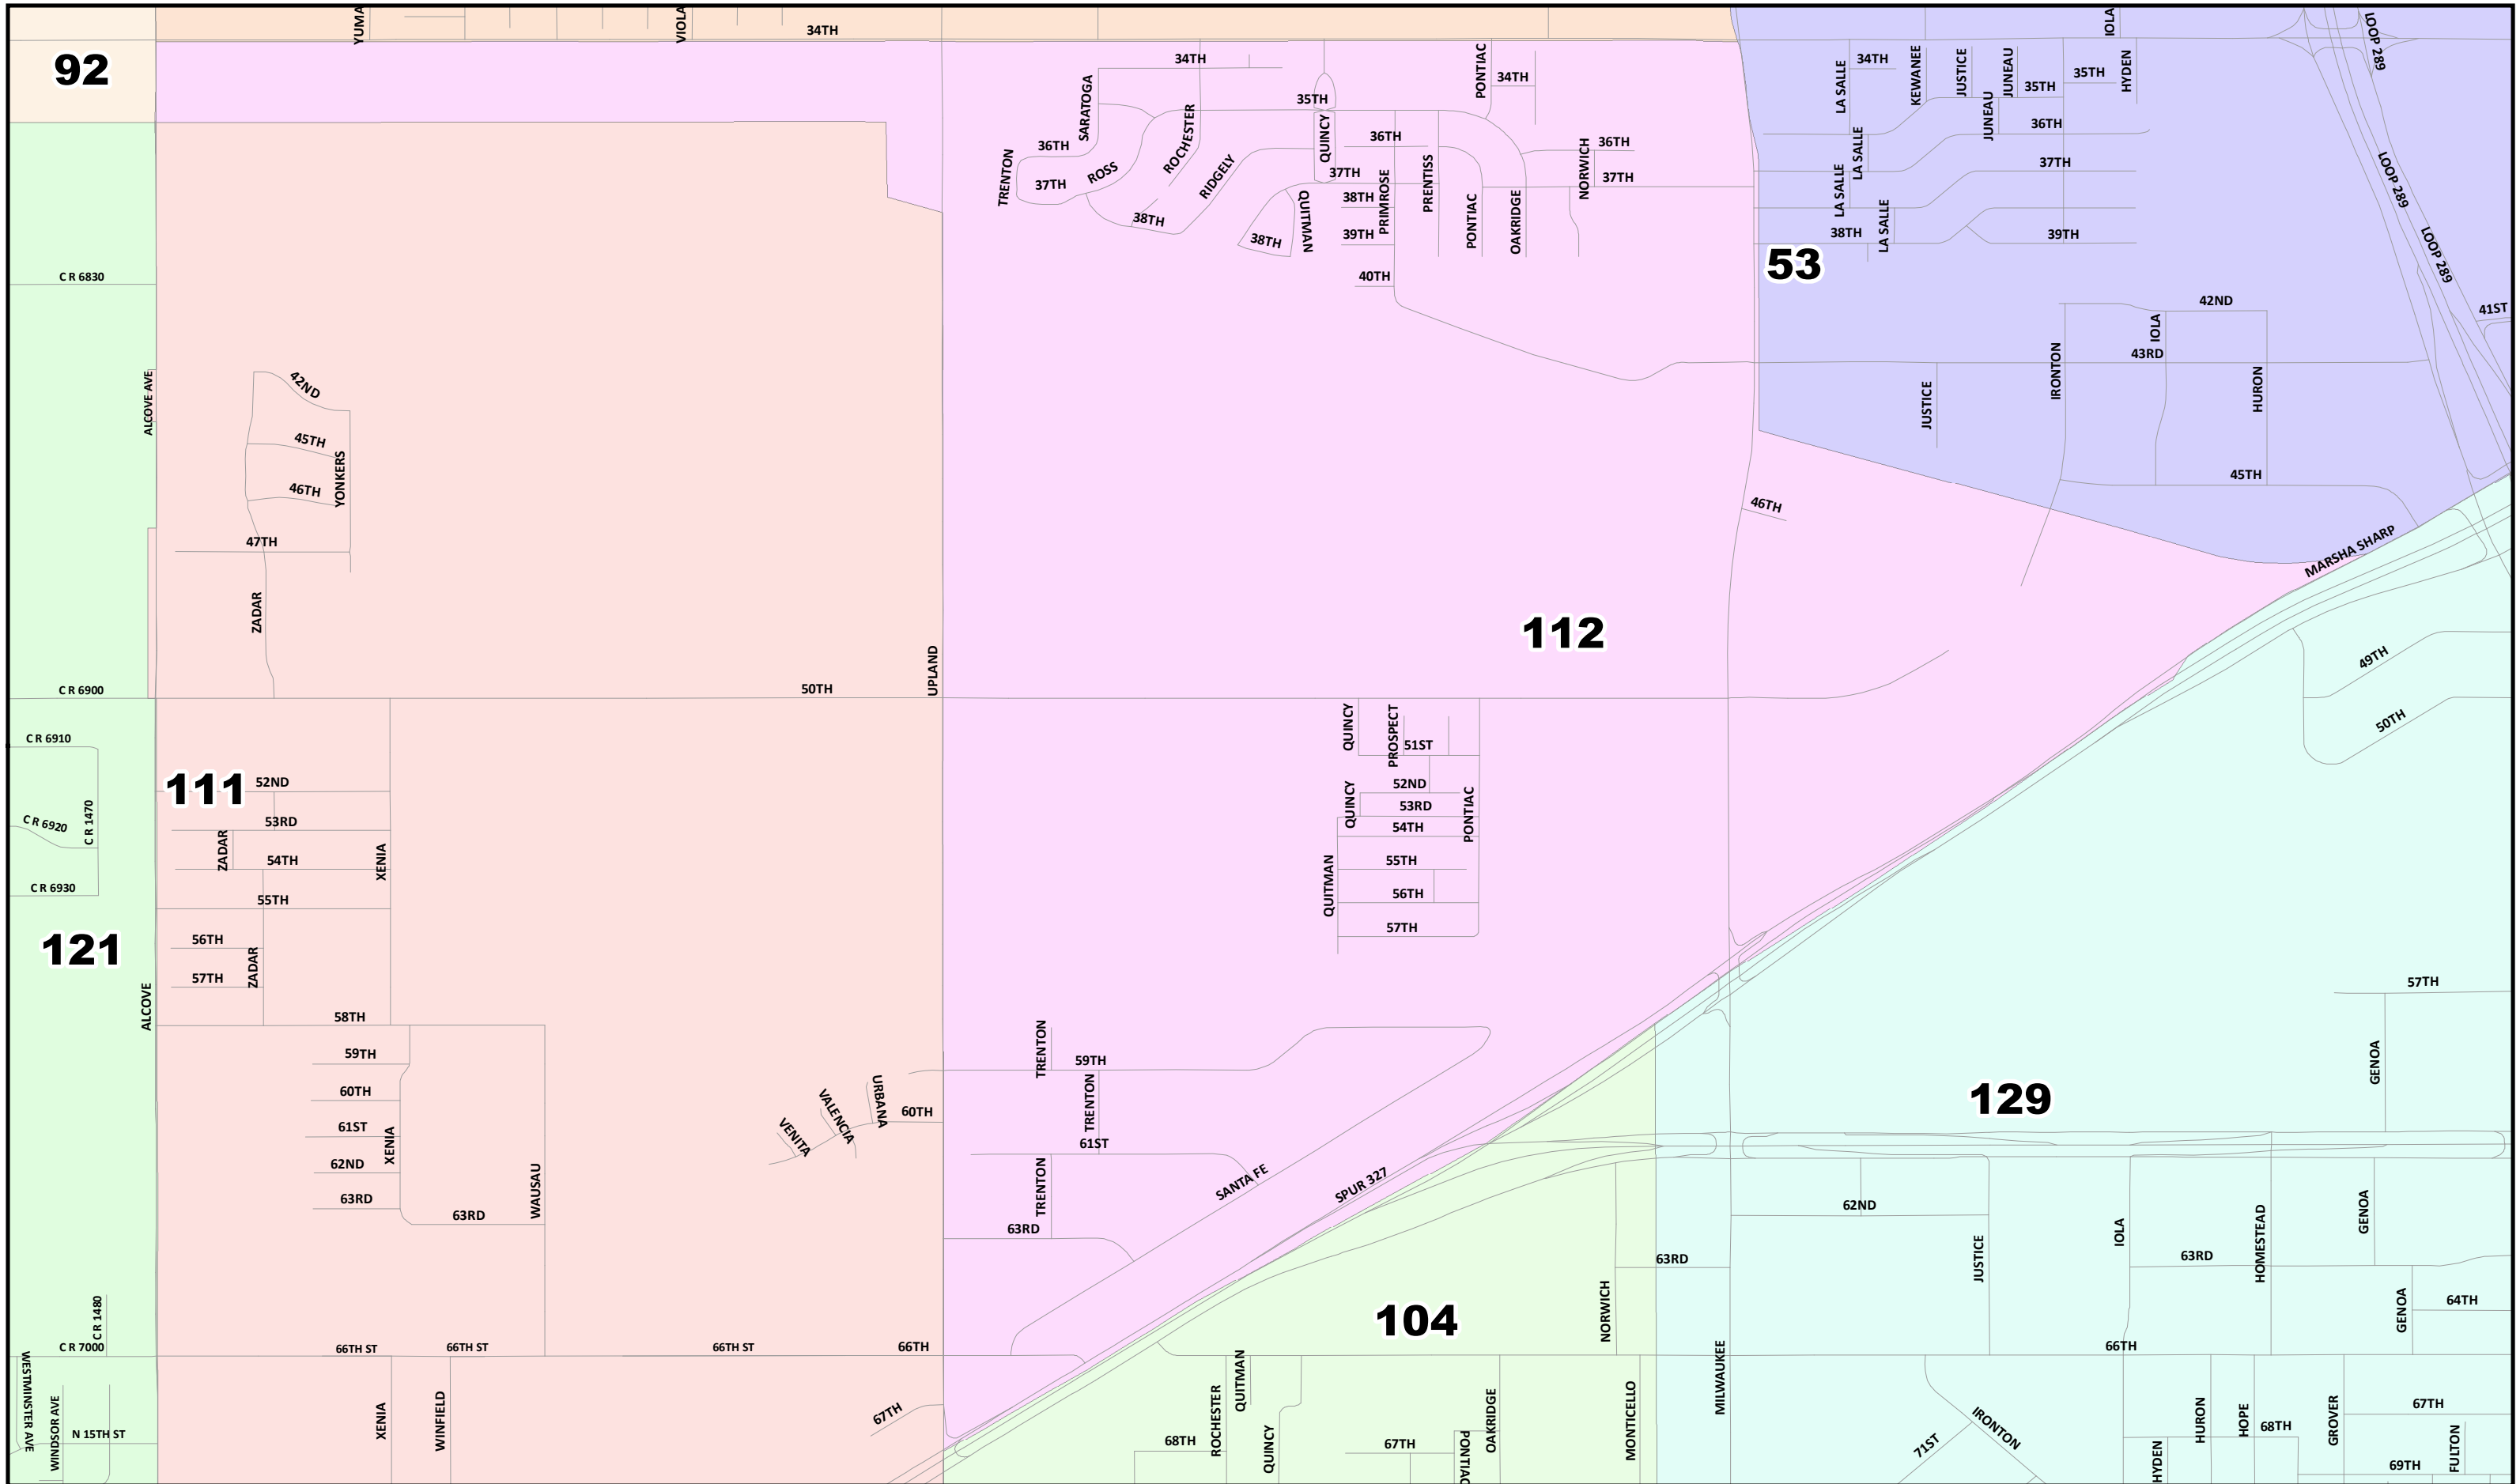 YUMA
VIOLA
34TH
IOLA
LOOP 289
92
34TH
PONTIAC
34TH
LA SALLE
34TH
KEWANEE
JUSTICE
JUNEAU
35TH
35TH
HYDEN
SARATOGA
35TH
JUNEAU
36TH
ROCHESTER
QUINCY
36TH
36TH
TRENTON
36TH
37TH
ROSS
RIDGELY
37TH
PRIMROSE
PRENTISS
NORWICH
37TH
LA SALLE
37TH
LA SALLE
LOOP 289
38TH
QUITMAN
38TH
38TH
39TH
PONTIAC
OAKRIDGE
38TH
LA SALLE
39TH
LOOP 289
53
C R 6830
40TH
42ND
IOLA
41ST
43RD
ALCOVE AVE
42ND
JUSTICE
IRONTON
HURON
45TH
46TH
YONKERS
45TH
46TH
47TH
MARSHA SHARP
ZADAR
112
49TH
UPLAND
C R 6900
50TH
QUINCY
PROSPECT
51ST
50TH
C R 6910
111
52ND
52ND
C R 6920
C R 1470
53RD
QUINCY
53RD
54TH
PONTIAC
ZADAR
54TH
XENIA
55TH
C R 6930
55TH
QUITMAN
56TH
57TH
121
56TH
57TH
ZADAR
57TH
ALCOVE
58TH
59TH
60TH
61ST
62ND
63RD
XENIA
WAUSAU
63RD
TRENTON
59TH
URBANA
VALENCIA
VENITA
60TH
TRENTON
61ST
TRENTON
SANTA FE
SPUR 327
63RD
GENOA
129
62ND
JUSTICE
IOLA
HOMESTEAD
GENOA
63RD
63RD
NORWICH
GENOA
64TH
104
C R 1480
C R 7000
66TH ST
66TH ST
66TH ST
66TH
66TH
WESTMINSTER AVE
WINDSOR AVE
N 15TH ST
XENIA
WINFIELD
67TH
68TH
ROCHESTER
QUITMAN
QUINCY
67TH
PONTIAC
OAKRIDGE
MONTICELLO
MILWAUKEE
71ST
IRONTON
HYDEN
HURON
HOPE
68TH
GROVER
67TH
69TH
FULTON